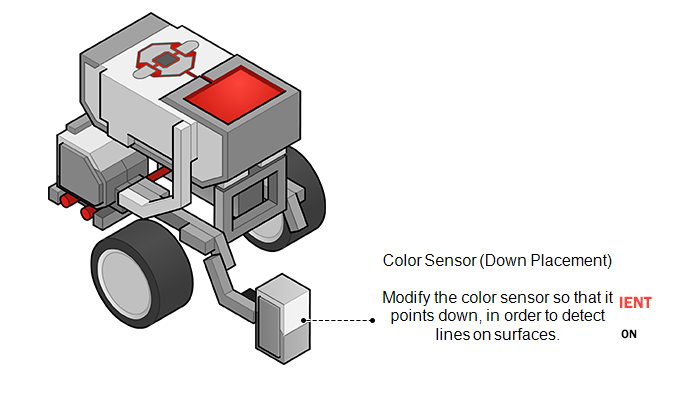 Color Sensor (Down Placement)
Modify the color sensor so that it
points down, in order to detect
lines on surfaces.
IENT
ON